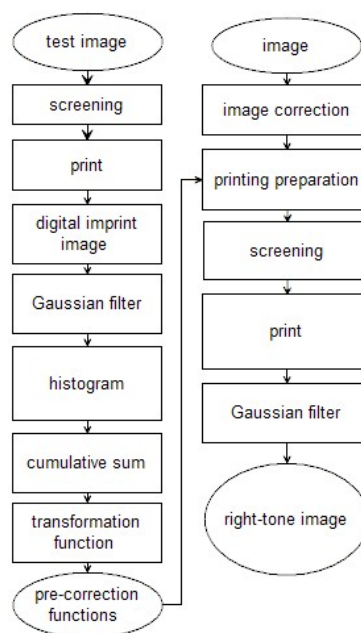 test image
screening
print
digital imprint
image
Gaussian filter
histogram
cumulative sum
transformation
function
pre-correction
functions
image
image correction
printing preparation
screening
print
Gaussian filter
right-tone image